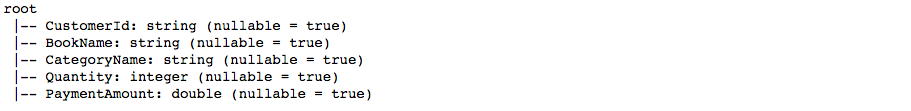 root
 |-- CustomerId: string (nullable = true)
 |-- BookName: string (nullable = true)
 |-- CategoryName: string (nullable = true)
 |-- Quantity: integer (nullable = true)
 |-- PaymentAmount: double (nullable = true)